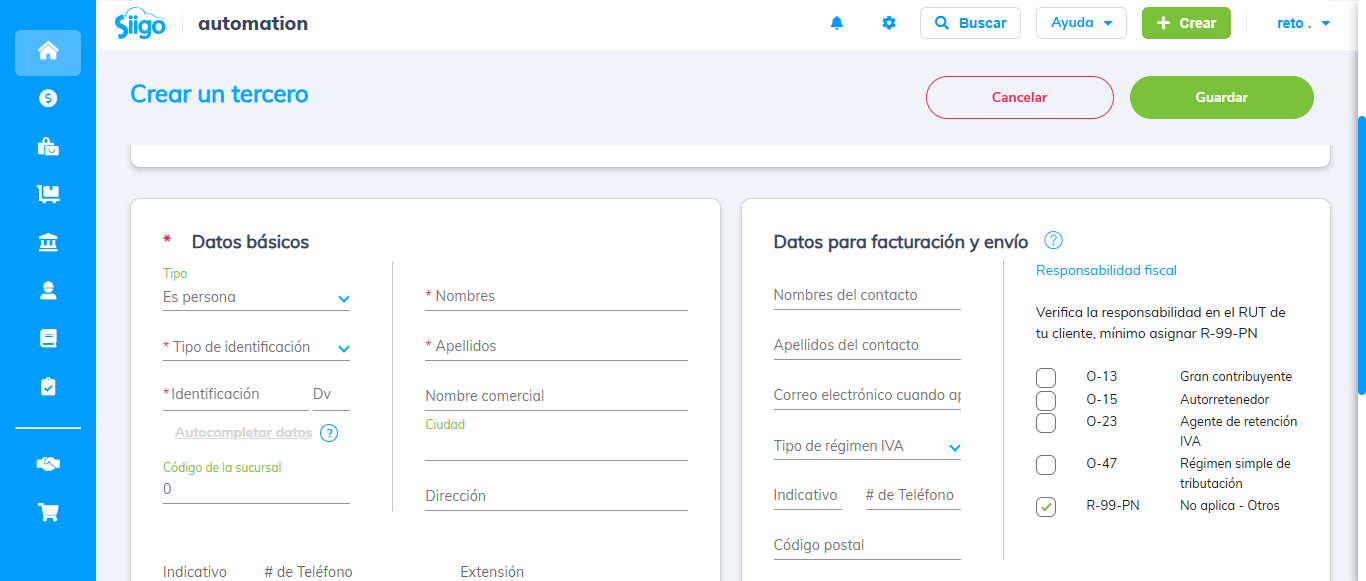 Siigo
automation
Buscar
Ayuda
Crear
reto .
Crear un tercero
Cancelar
Guardar
* Datos básicos
Tipo
Es persona
* Tipo de identificación
*Identificación
Dv
Autocompletar datos ?
Código de la sucursal
0
* Nombres
* Apellidos
Nombre comercial
Ciudad
Dirección
Indicativo
# de Teléfono
Extensión
Datos para facturación y envío ?
Nombres del contacto
Apellidos del contacto
Correo electrónico cuando ap
Tipo de régimen IVA
Indicativo
# de Teléfono
Código postal
Responsabilidad fiscal
Verifica la responsabilidad en el RUT de
tu cliente, mínimo asignar R-99-PN
O-13 Gran contribuyente
O-15 Autorretenedor
O-23 Agente de retención
IVA
O-47 Régimen simple de
tributación
R-99-PN No aplica - Otros